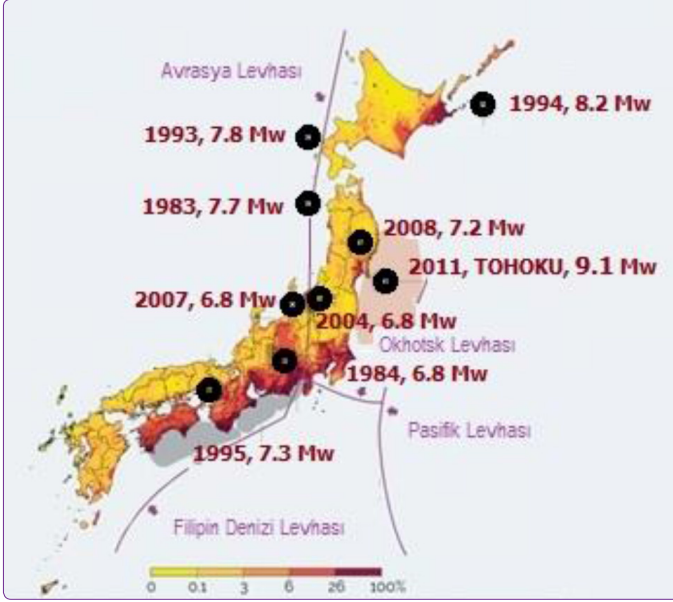 Avrasya Levhası
1994, 8.2 Mw
1993, 7.8 Mw
1983, 7.7 Mw
2008, 7.2 Mw
2011, TOHOKU, 9.1 Mw
2007, 6.8 Mw
2004, 6.8 Mw
Okhotsk Levhası
1984, 6.8 Mw
Pasifik Levhası
1995, 7.3 Mw
Filipin Denizi Levhası
0 0.1 3 6 26 100%